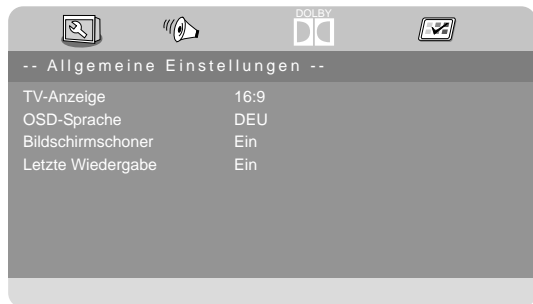 DOLBY
-- Allgemeine Einstellungen --
TV-Anzeige 16:9
OSD-Sprache DEU
Bildschirmschoner Ein
Letzte Wiedergabe Ein